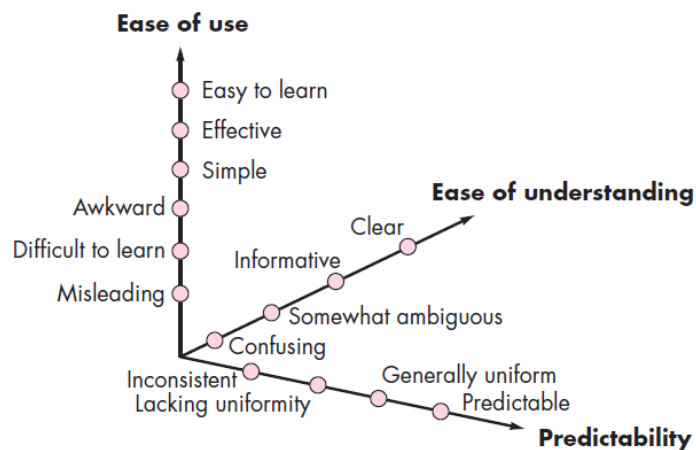 Ease of use
Easy to learn
Effective
Simple
Awkward
Difficult to learn
Misleading
Ease of understanding
Clear
Informative
Somewhat ambiguous
Confusing
Inconsistent
Lacking uniformity
Generally uniform
Predictable
Predictability